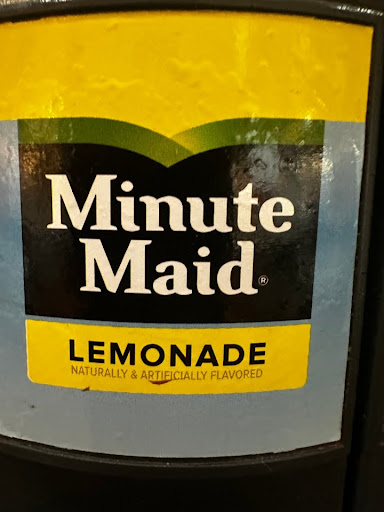 Minute
Maid®
LEMONADE
NATURALLY & ARTIFICIALLY FLAVORED